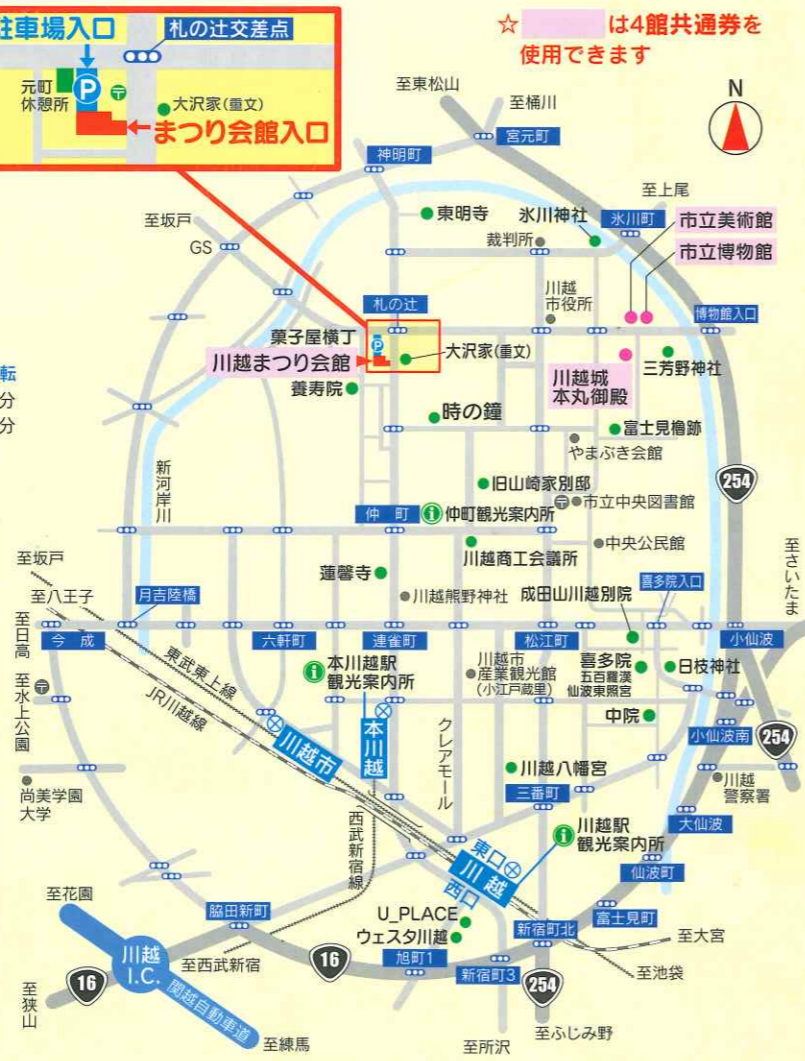 駐車場入口
札の辻交差点
元町
休憩所
P
〒
大沢家(重文)
まつり会館入口
☆ は4館共通券を
使用できます
N
至東松山
至桶川
宮元町
神明町
至上尾
至坂戸
GS
東明寺
氷川神社
氷川町
裁判所
市立美術館
市立博物館
札の辻
川越
市役所
博物館入口
菓子屋横丁
P
大沢家(重文)
川越まつり会館
川越城
本丸御殿
三芳野神社
転
分
分
養寿院
時の鐘
富士見櫓跡
やまぶき会館
254
新河岸川
旧山崎家別邸
〒
市立中央図書館
仲町
仲町観光案内所
川越商工会議所
中央公民館
至さいたま
至坂戸
至八王子
月吉陸橋
蓮馨寺
川越熊野神社
成田山川越別院
喜多院入口
至日高
今成
六軒町
連雀町
松江町
小仙波
東武東上線
JR川越線
本川越駅
観光案内所
川越市
産業観光館
(小江戸蔵里)
喜多院
五百羅漢
仙波東照宮
日枝神社
至水上公園
〒
中院
小仙波南
254
川越市
本川越
クレアモール
尚美学園
大学
川越八幡宮
三番町
川越
警察署
大仙波
西武新宿線
川越駅
観光案内所
東口
川越
西口
仙波町
至花園
脇田新町
U_PLACE
ウェスタ川越
富士見町
新宿町北
至大宮
川越
I.C.
関越自動車道
至西武新宿
16
旭町1
新宿町3
254
至池袋
16
至狭山
至練馬
至所沢
至ふじみ野